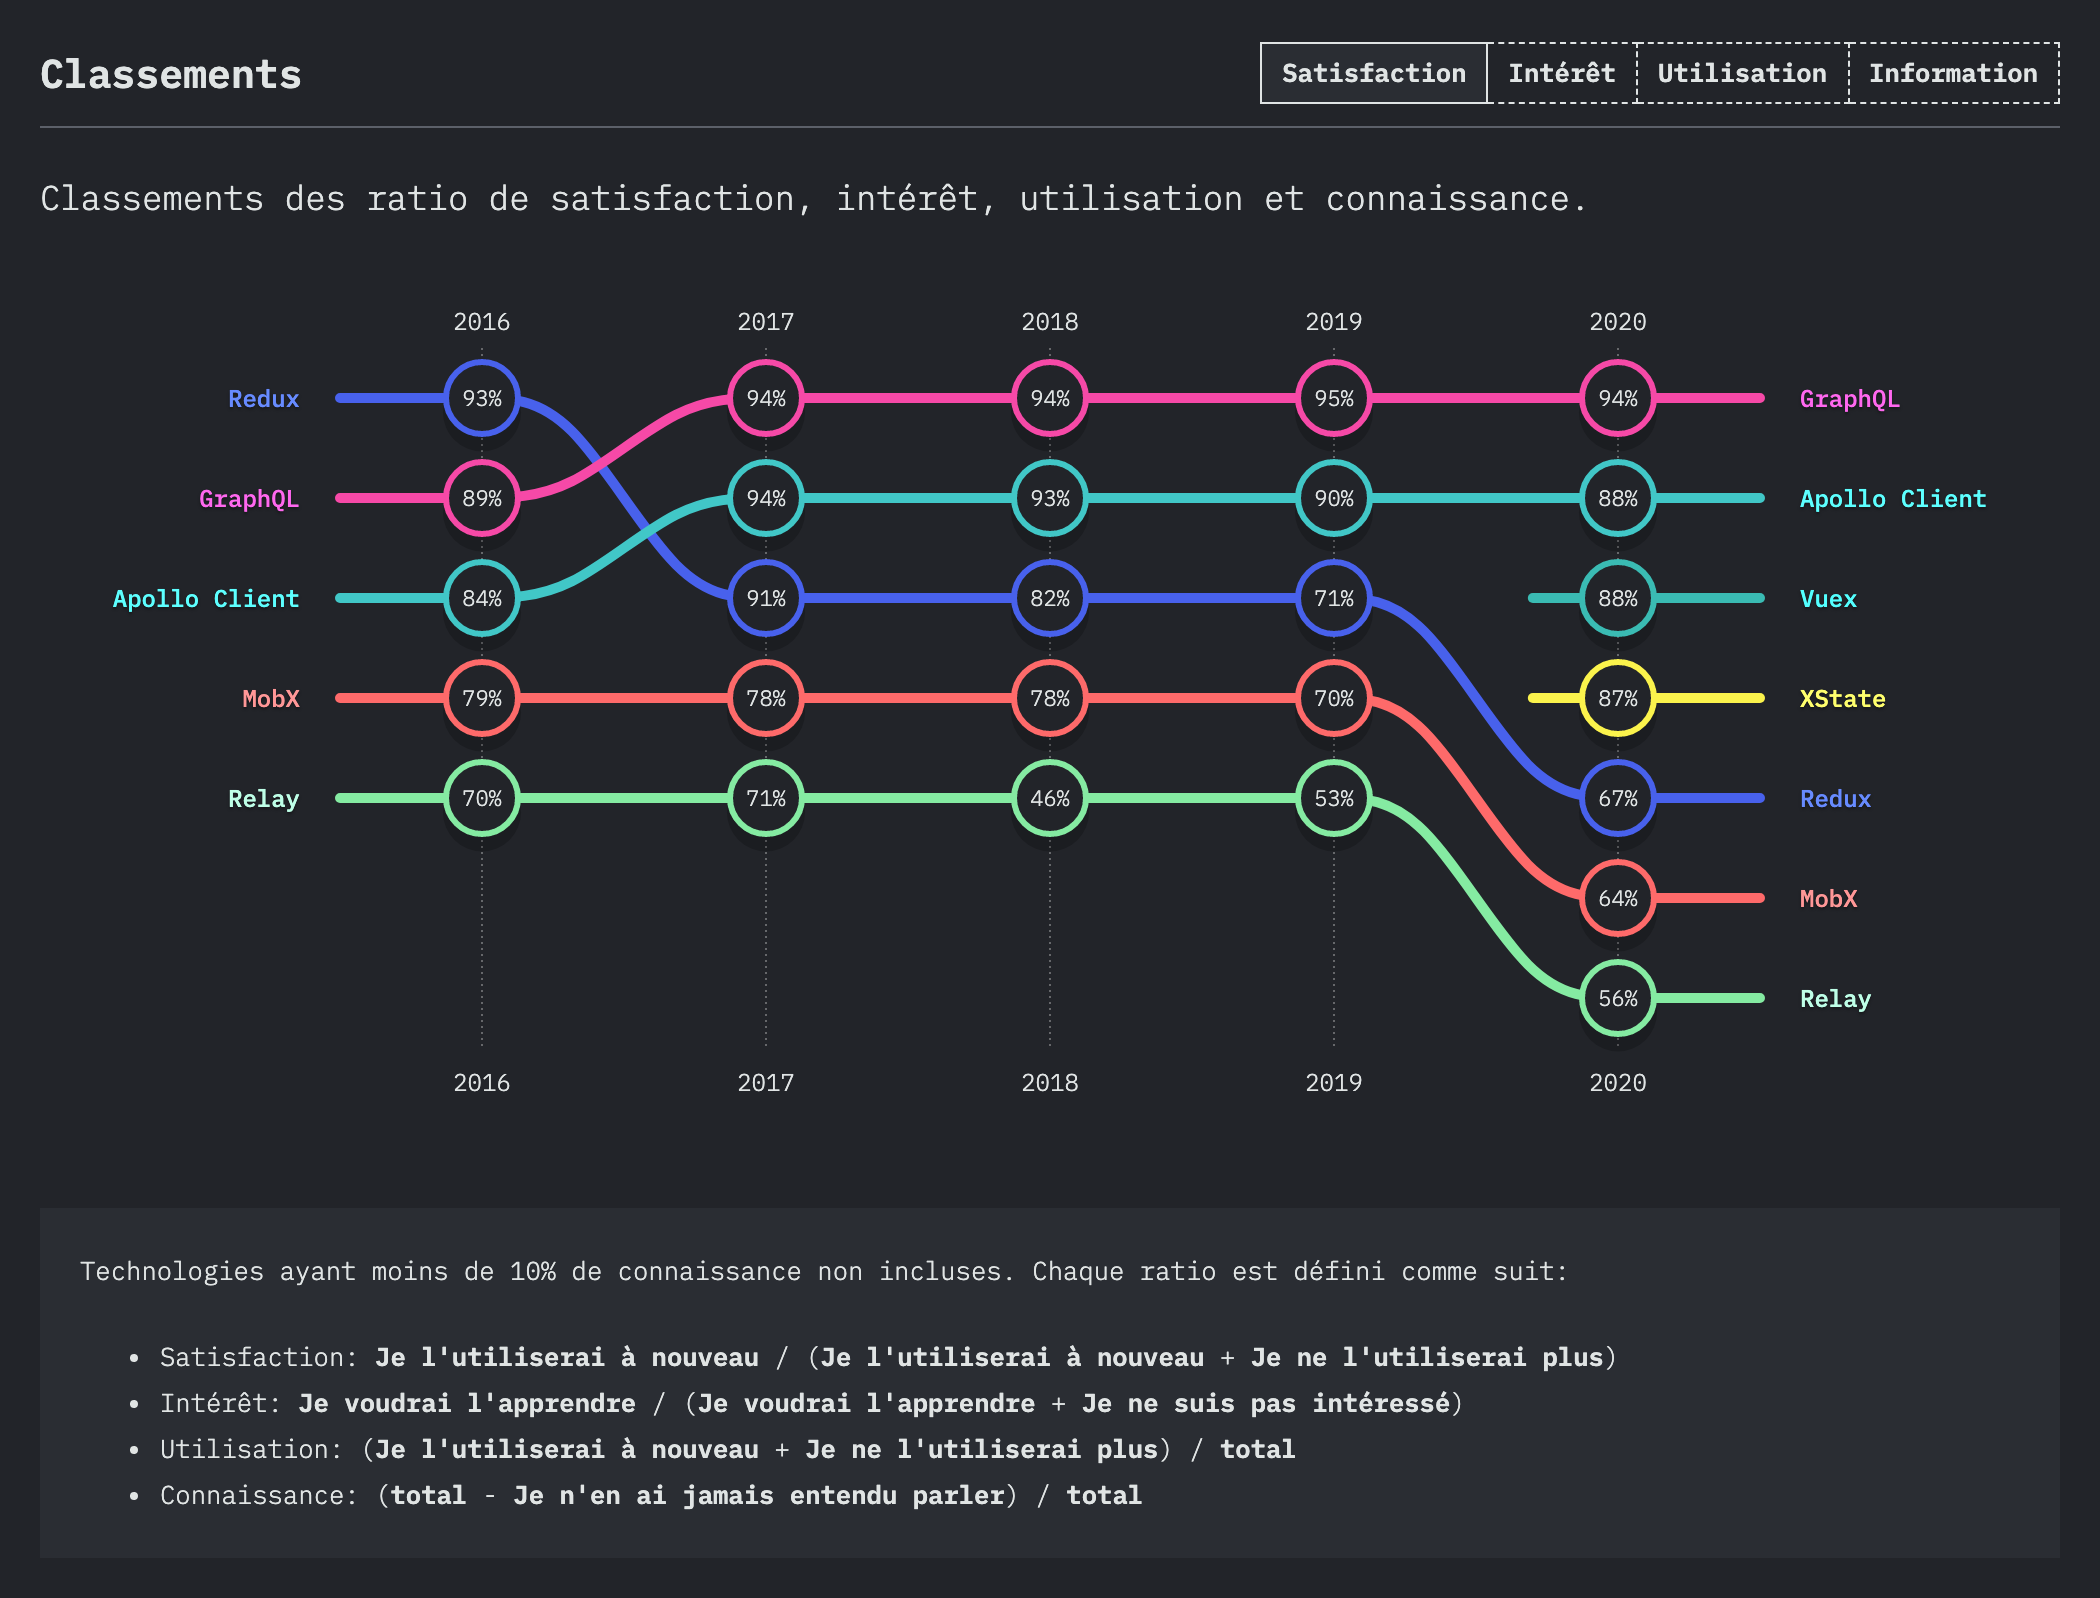 Classements
Satisfaction Intérêt Utilisation Information
Classements des ratio de satisfaction, intérêt, utilisation et connaissance.
2016 2017 2018 2019 2020
Redux 93% 94% 94% 95% 94% GraphQL
GraphQL 89% 94% 93% 90% 88% Apollo Client
Apollo Client 84% 91% 82% 71% 88% Vuex
MobX 79% 78% 78% 70% 87% XState
Relay 70% 71% 46% 53% 67% Redux
64% MobX
56% Relay
2016 2017 2018 2019 2020
Technologies ayant moins de 10% de connaissance non incluses. Chaque ratio est défini comme suit:
• Satisfaction: Je l'utiliserai à nouveau / (Je l'utiliserai à nouveau + Je ne l'utiliserai plus)
• Intérêt: Je voudrai l'apprendre / (Je voudrai l'apprendre + Je ne suis pas intéressé)
• Utilisation: (Je l'utiliserai à nouveau + Je ne l'utiliserai plus) / total
• Connaissance: (total - Je n'en ai jamais entendu parler) / total